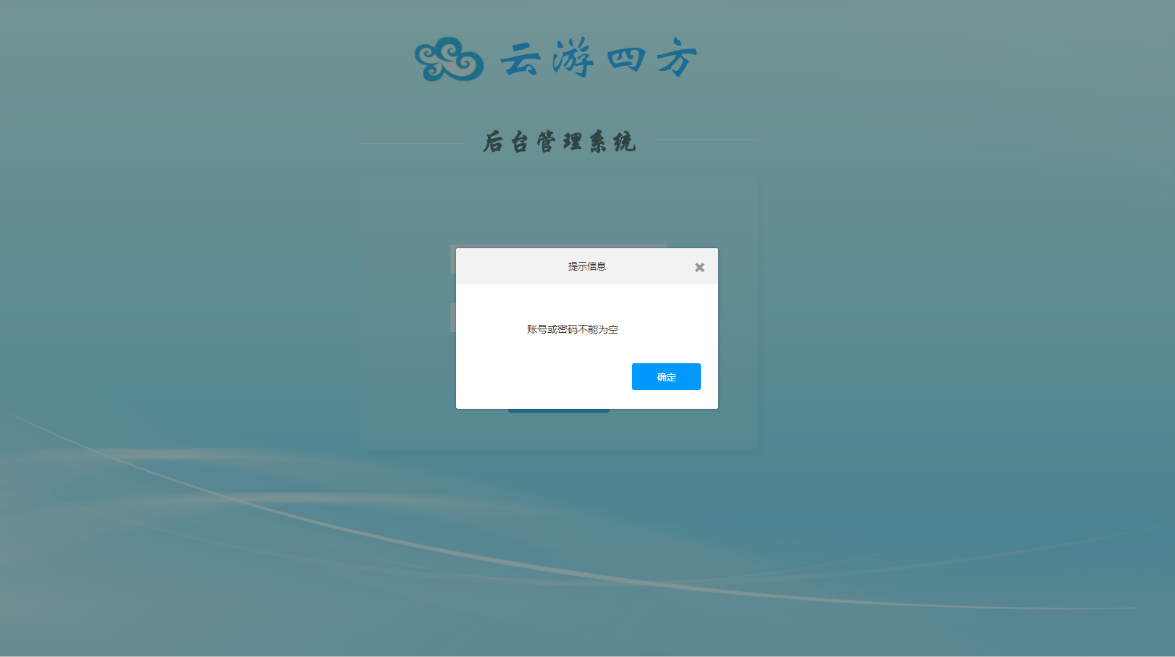 云游四方
后台管理系统
提示信息
账号或密码不能为空
确定